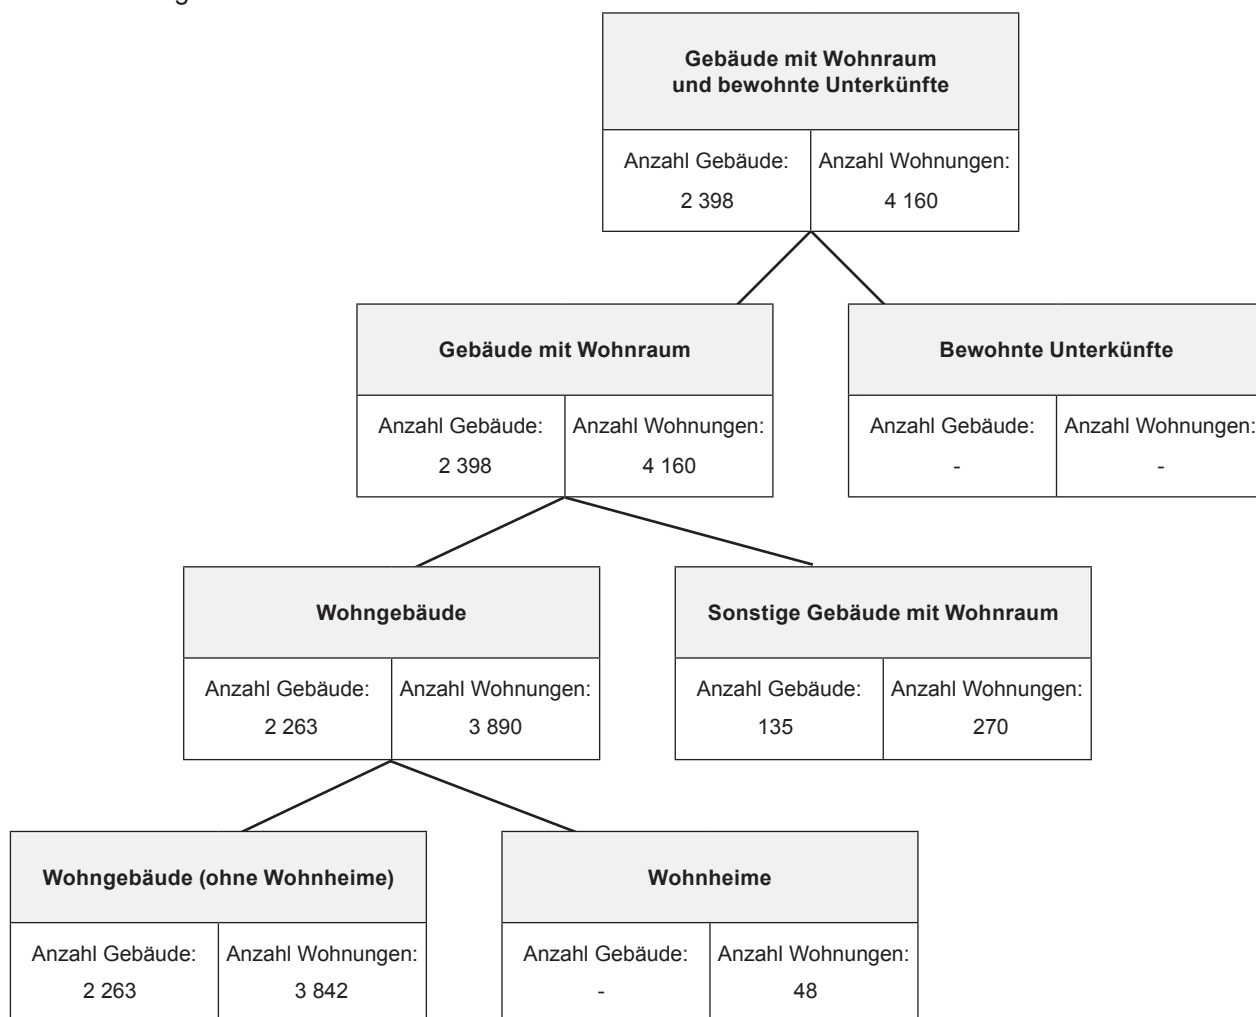 Gebäude mit Wohnraum
und bewohnte Unterkünfte
Anzahl Gebäude: Anzahl Wohnungen:
2 398 4 160
Gebäude mit Wohnraum
Anzahl Gebäude: Anzahl Wohnungen:
2 398 4 160
Bewohnte Unterkünfte
Anzahl Gebäude: Anzahl Wohnungen:
- -
Wohngebäude
Anzahl Gebäude: Anzahl Wohnungen:
2 263 3 890
Sonstige Gebäude mit Wohnraum
Anzahl Gebäude: Anzahl Wohnungen:
135 270
Wohngebäude (ohne Wohnheime)
Anzahl Gebäude: Anzahl Wohnungen:
2 263 3 842
Wohnheime
Anzahl Gebäude: Anzahl Wohnungen:
- 48